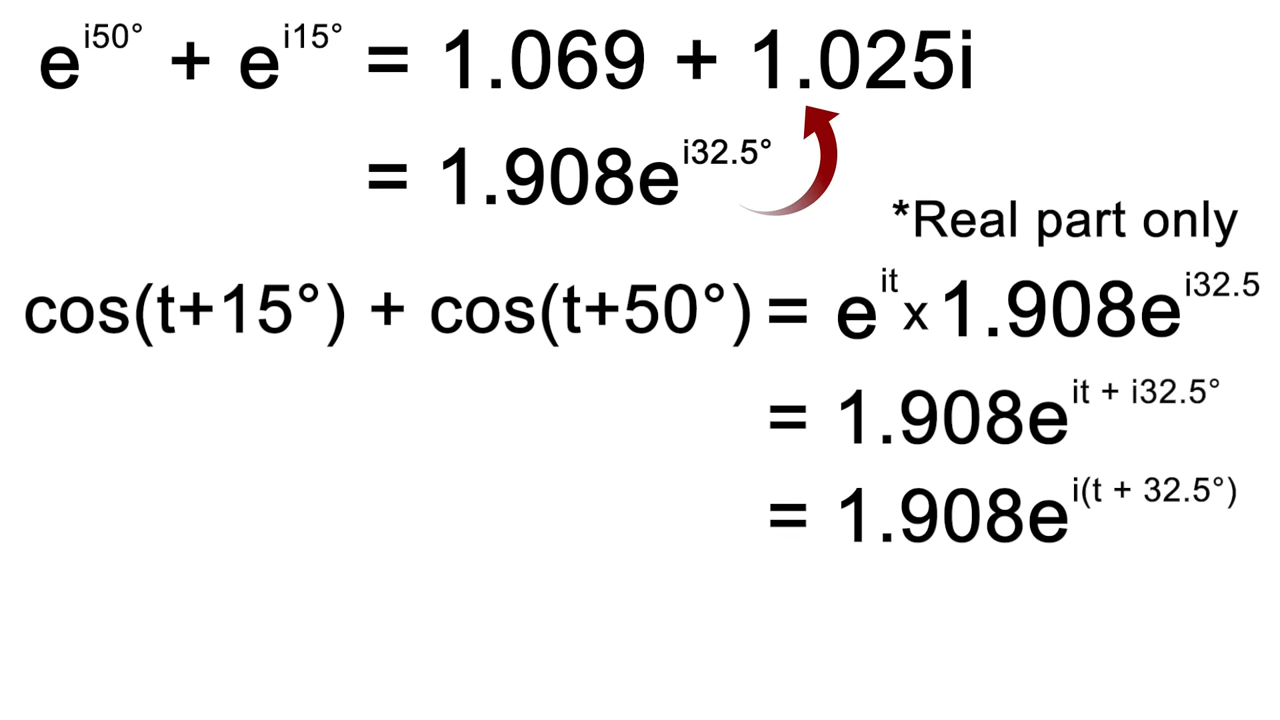 e^i50° + e^i15° = 1.069 + 1.025i
= 1.908e^i32.5°
*Real part only
cos(t+15°) + cos(t+50°) = e^it x 1.908e^i32.5
= 1.908e^it + i32.5°
= 1.908e^i(t + 32.5°)